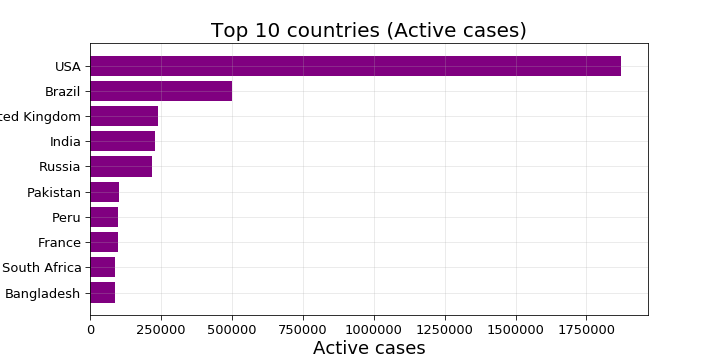 Top 10 countries (Active cases)
USA
Brazil
ted Kingdom
India
Russia
Pakistan
Peru
France
South Africa
Bangladesh
0 250000 500000 750000 1000000 1250000 1500000 1750000
Active cases